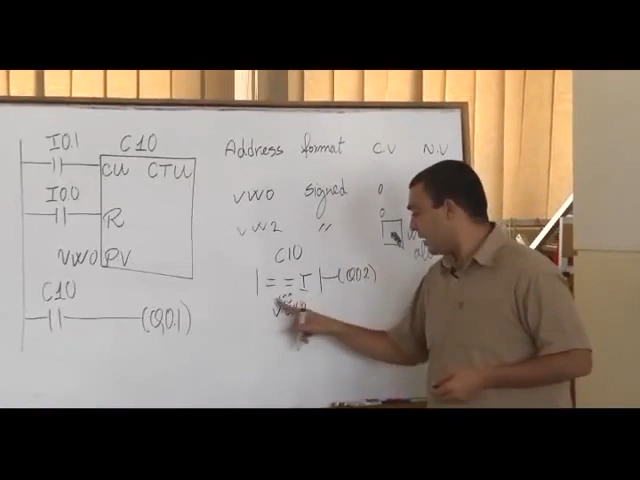 I0.1 C10
CU CTU
I0.0
R
VW0 PV
C10
(Q0.1)
Address format C.V N.V
VW0 signed 0
VW2 〃 0
C10
| = = I | (Q0.2)